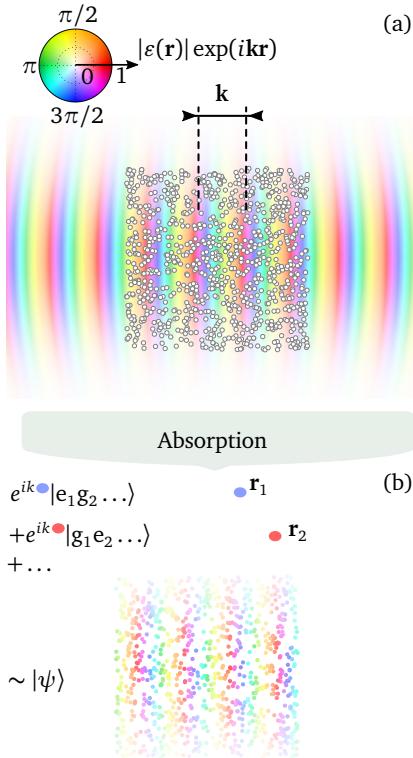 π/2
(a)
π
0
1
|ε(r)| exp(ikr)
3π/2
k
Absorption
(b)
e^{ik●}|e₁g₂ ...⟩
r₁
+e^{ik●}|g₁e₂ ...⟩
r₂
+ ...
~ |ψ⟩